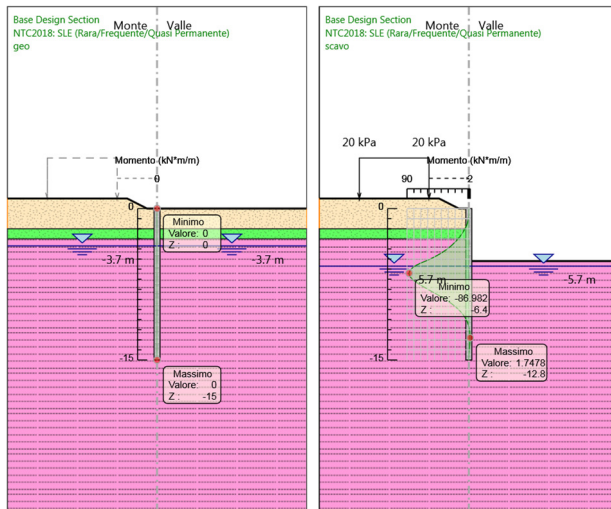 Base Design Section
NTC2018: SLE (Rara/Frequente/Quasi Permanente)
geo
Monte Valle
Momento (kN*m/m)
0
0
Minimo
Valore: 0
Z : 0
-3.7 m
-3.7 m
-15
Massimo
Valore: 0
Z : -15
Base Design Section
NTC2018: SLE (Rara/Frequente/Quasi Permanente)
scavo
Monte Valle
20 kPa
20 kPa
Momento (kN*m/m)
90
2
0
-5.7 m
-5.7 m
Minimo
Valore: -86.982
Z : -6.4
-15
Massimo
Valore: 1.7478
Z : -12.8